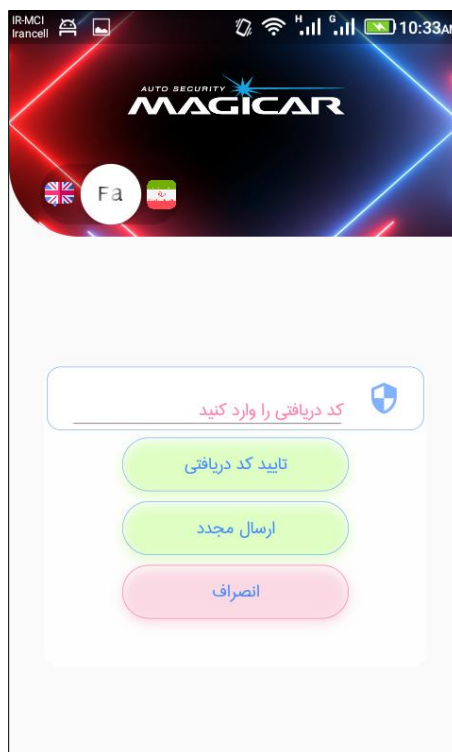 IR-MCI
Irancell
H
G
10:33AM
AUTO SECURITY
MAGICAR
Fa
کد دریافتی را وارد کنید
تایید کد دریافتی
ارسال مجدد
انصراف